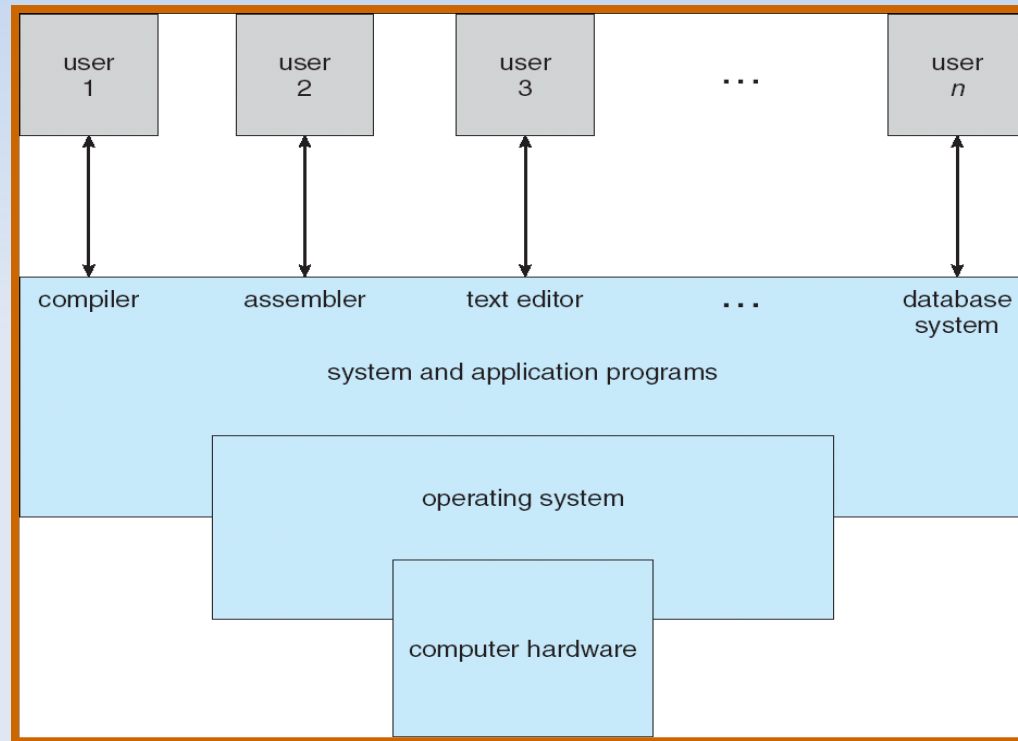 user
1
user
2
user
3
...
user
n
compiler
assembler
text editor
...
database
system
system and application programs
operating system
computer hardware